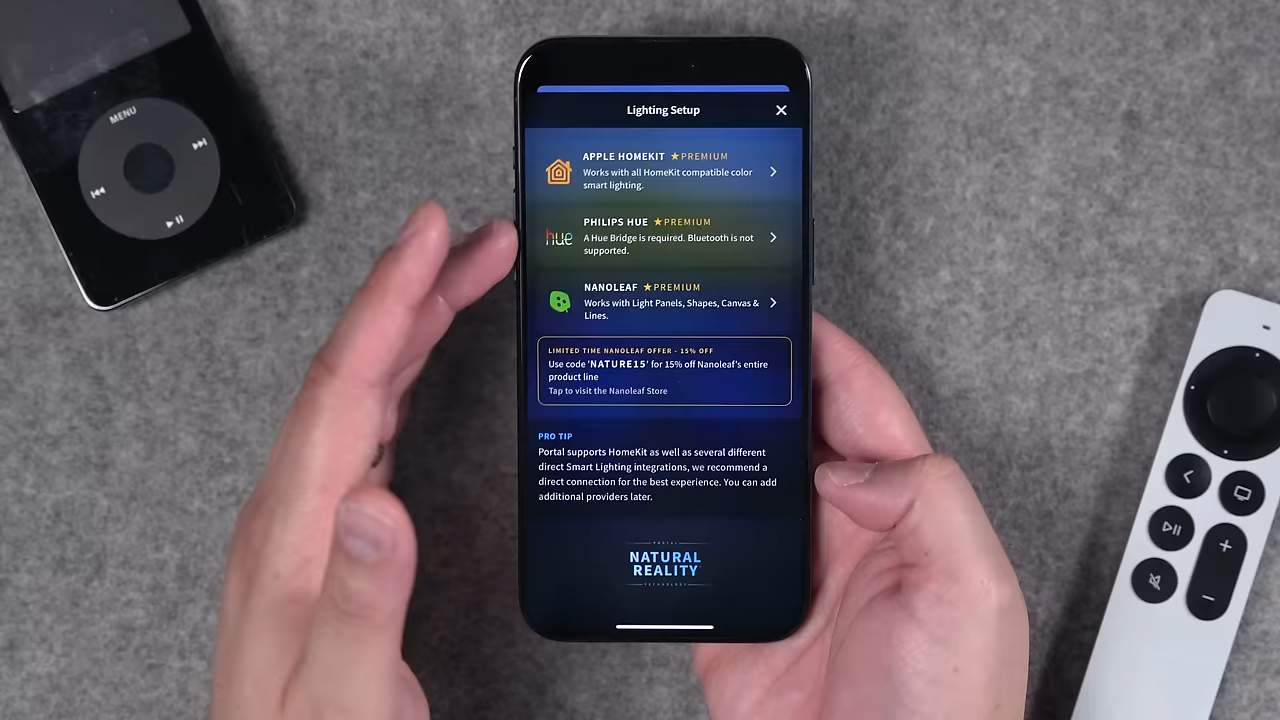 MENU
Lighting Setup
APPLE HOMEKIT ★PREMIUM
Works with all HomeKit compatible color
smart lighting.
hue
PHILIPS HUE ★PREMIUM
A Hue Bridge is required. Bluetooth is not
supported.
NANOLEAF ★PREMIUM
Works with Light Panels, Shapes, Canvas &
Lines.
LIMITED TIME NANOLEAF OFFER - 15% OFF
Use code 'NATURE15' for 15% off Nanoleaf's entire
product line
Tap to visit the Nanoleaf Store
PRO TIP
Portal supports HomeKit as well as several different
direct Smart Lighting integrations, we recommend a
direct connection for the best experience. You can add
additional providers later.
PORTAL
NATURAL
REALITY
TECHNOLOGY